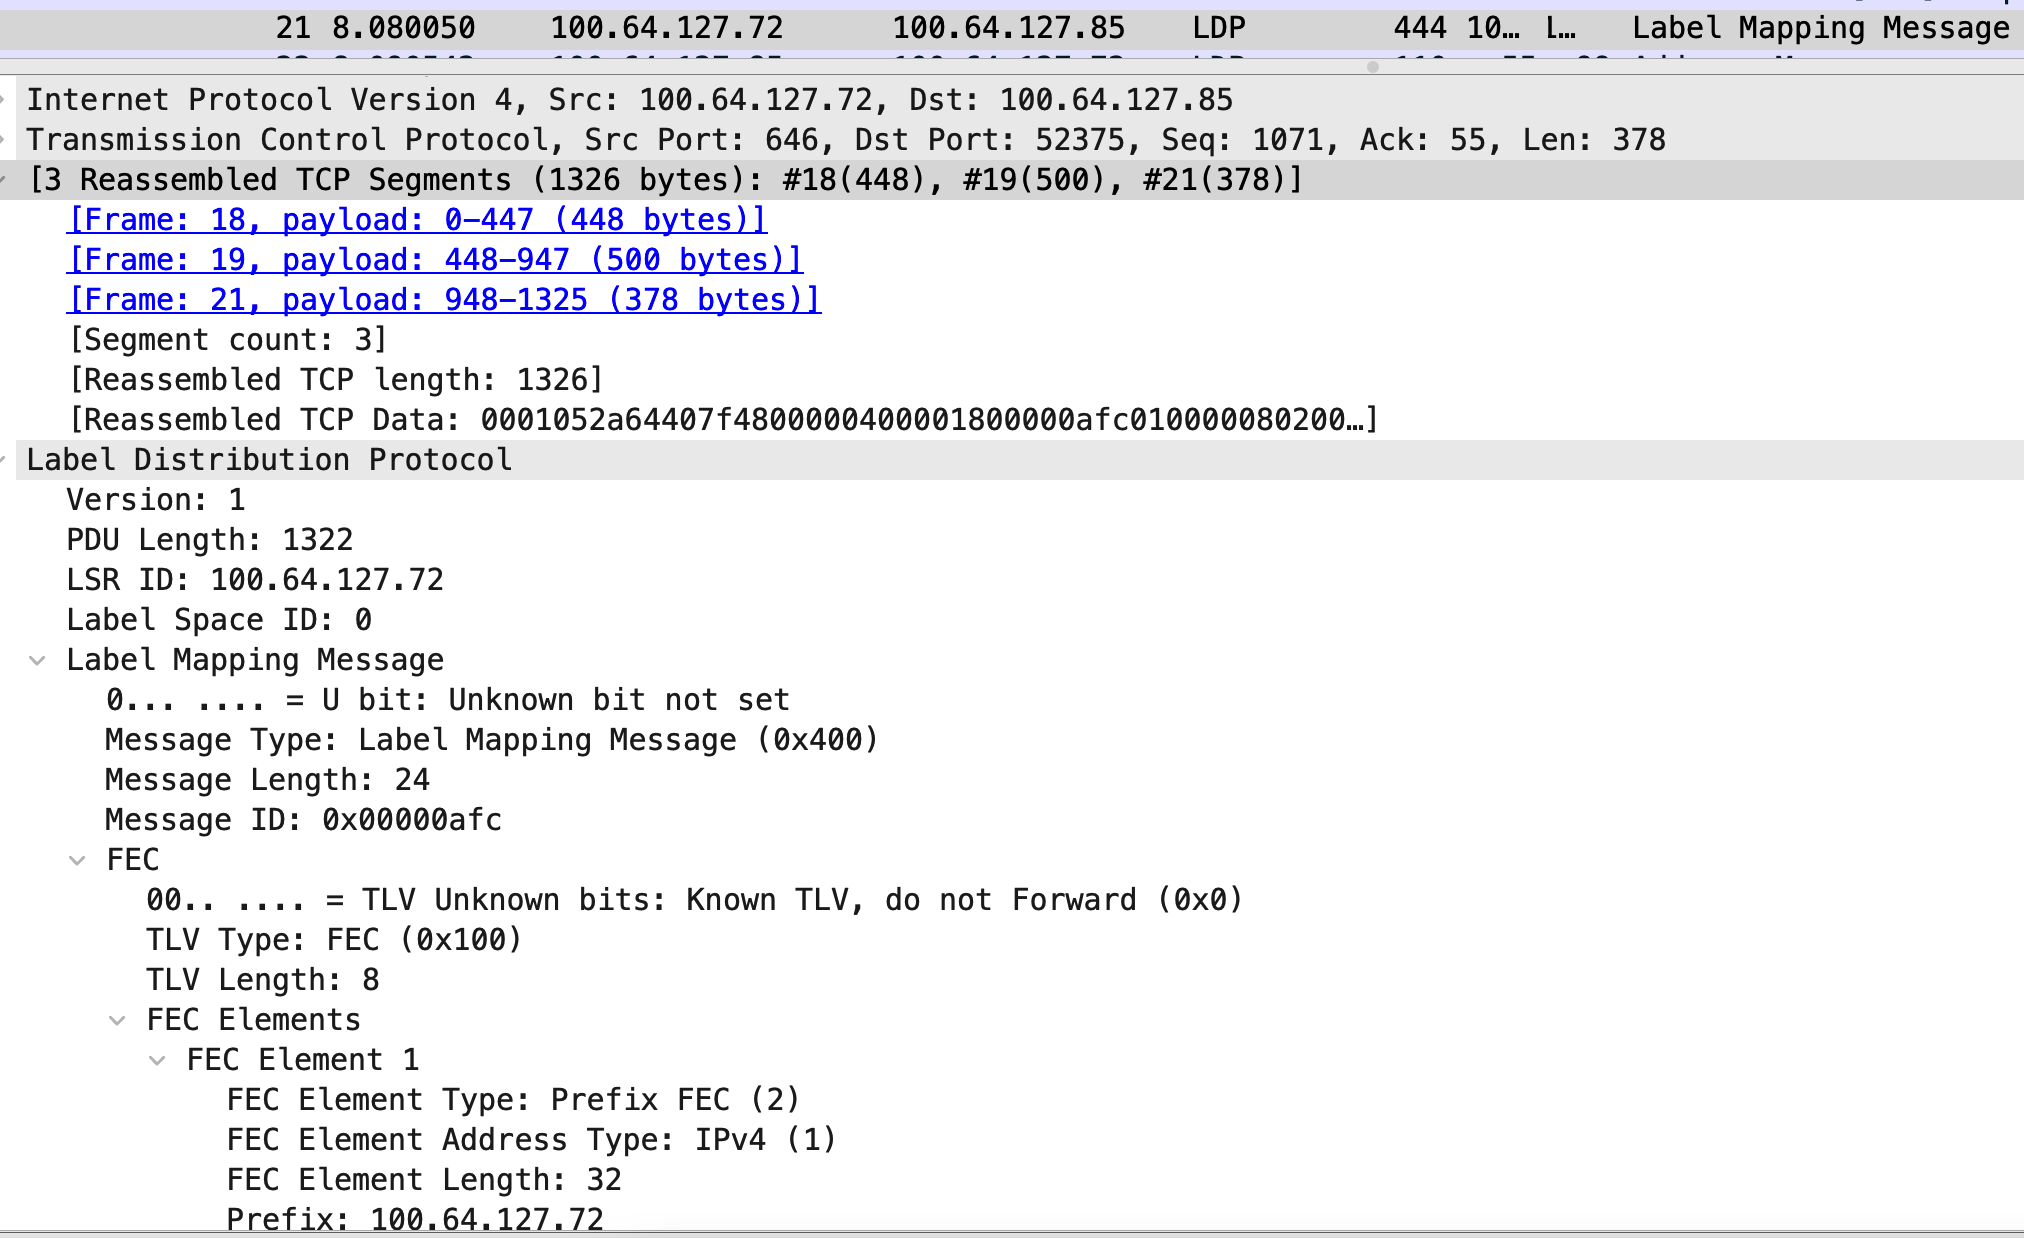 21 8.080050 100.64.127.72 100.64.127.85 LDP 444 10… L… Label Mapping Message
Internet Protocol Version 4, Src: 100.64.127.72, Dst: 100.64.127.85
Transmission Control Protocol, Src Port: 646, Dst Port: 52375, Seq: 1071, Ack: 55, Len: 378
[3 Reassembled TCP Segments (1326 bytes): #18(448), #19(500), #21(378)]
[Frame: 18, payload: 0-447 (448 bytes)]
[Frame: 19, payload: 448-947 (500 bytes)]
[Frame: 21, payload: 948-1325 (378 bytes)]
[Segment count: 3]
[Reassembled TCP length: 1326]
[Reassembled TCP Data: 0001052a64407f4800000400001800000afc010000080200…]
Label Distribution Protocol
Version: 1
PDU Length: 1322
LSR ID: 100.64.127.72
Label Space ID: 0
Label Mapping Message
0... .... = U bit: Unknown bit not set
Message Type: Label Mapping Message (0x400)
Message Length: 24
Message ID: 0x00000afc
FEC
00.. .... = TLV Unknown bits: Known TLV, do not Forward (0x0)
TLV Type: FEC (0x100)
TLV Length: 8
FEC Elements
FEC Element 1
FEC Element Type: Prefix FEC (2)
FEC Element Address Type: IPv4 (1)
FEC Element Length: 32
Prefix: 100.64.127.72